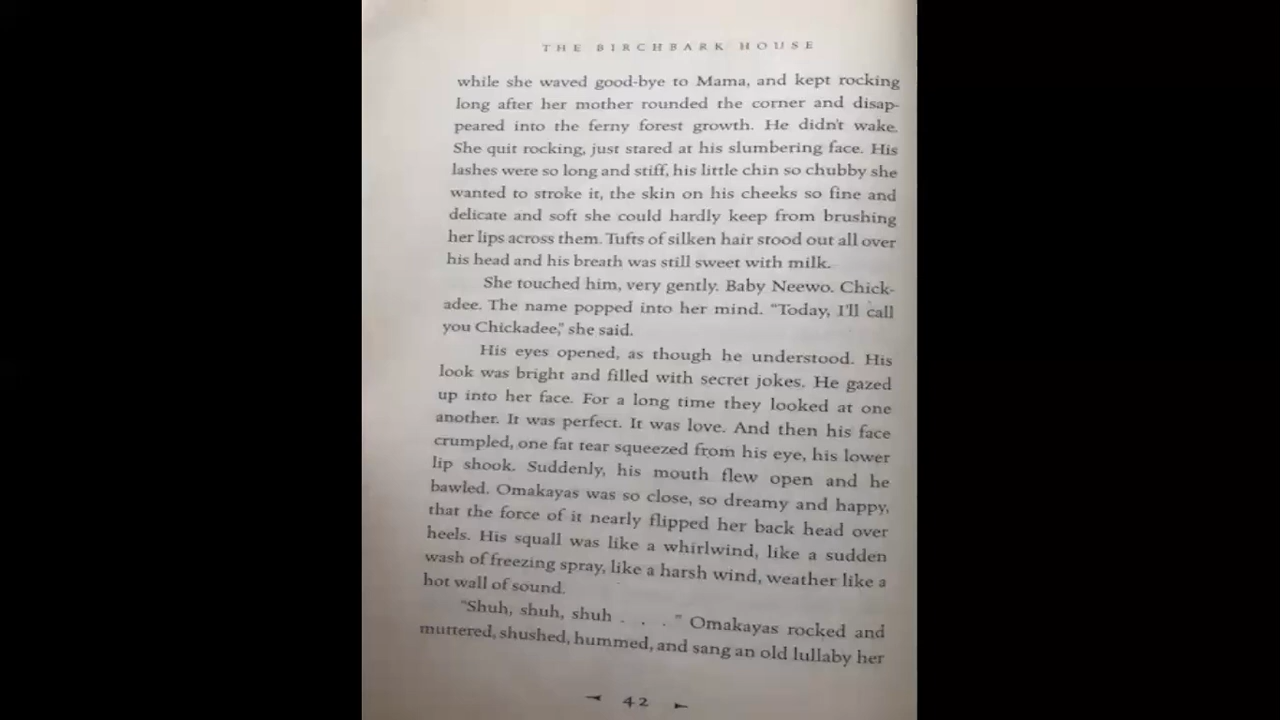 THE BIRCHBARK HOUSE
while she waved good-bye to Mama, and kept rocking
long after her mother rounded the corner and disap-
peared into the ferny forest growth. He didn't wake.
She quit rocking, just stared at his slumbering face. His
lashes were so long and stiff, his little chin so chubby she
wanted to stroke it, the skin on his cheeks so fine and
delicate and soft she could hardly keep from brushing
her lips across them. Tufts of silken hair stood out all over
his head and his breath was still sweet with milk.
She touched him, very gently. Baby Neewo. Chick-
adee. The name popped into her mind. "Today, I'll call
you Chickadee," she said.
His eyes opened, as though he understood. His
look was bright and filled with secret jokes. He gazed
up into her face. For a long time they looked at one
another. It was perfect. It was love. And then his face
crumpled, one fat tear squeezed from his eye, his lower
lip shook. Suddenly, his mouth flew open and he
bawled. Omakayas was so close, so dreamy and happy,
that the force of it nearly flipped her back head over
heels. His squall was like a whirlwind, like a sudden
wash of freezing spray, like a harsh wind, weather like a
hot wall of sound.
"Shuh, shuh, shuh . . . ." Omakayas rocked and
muttered, shushed, hummed, and sang an old lullaby her
42